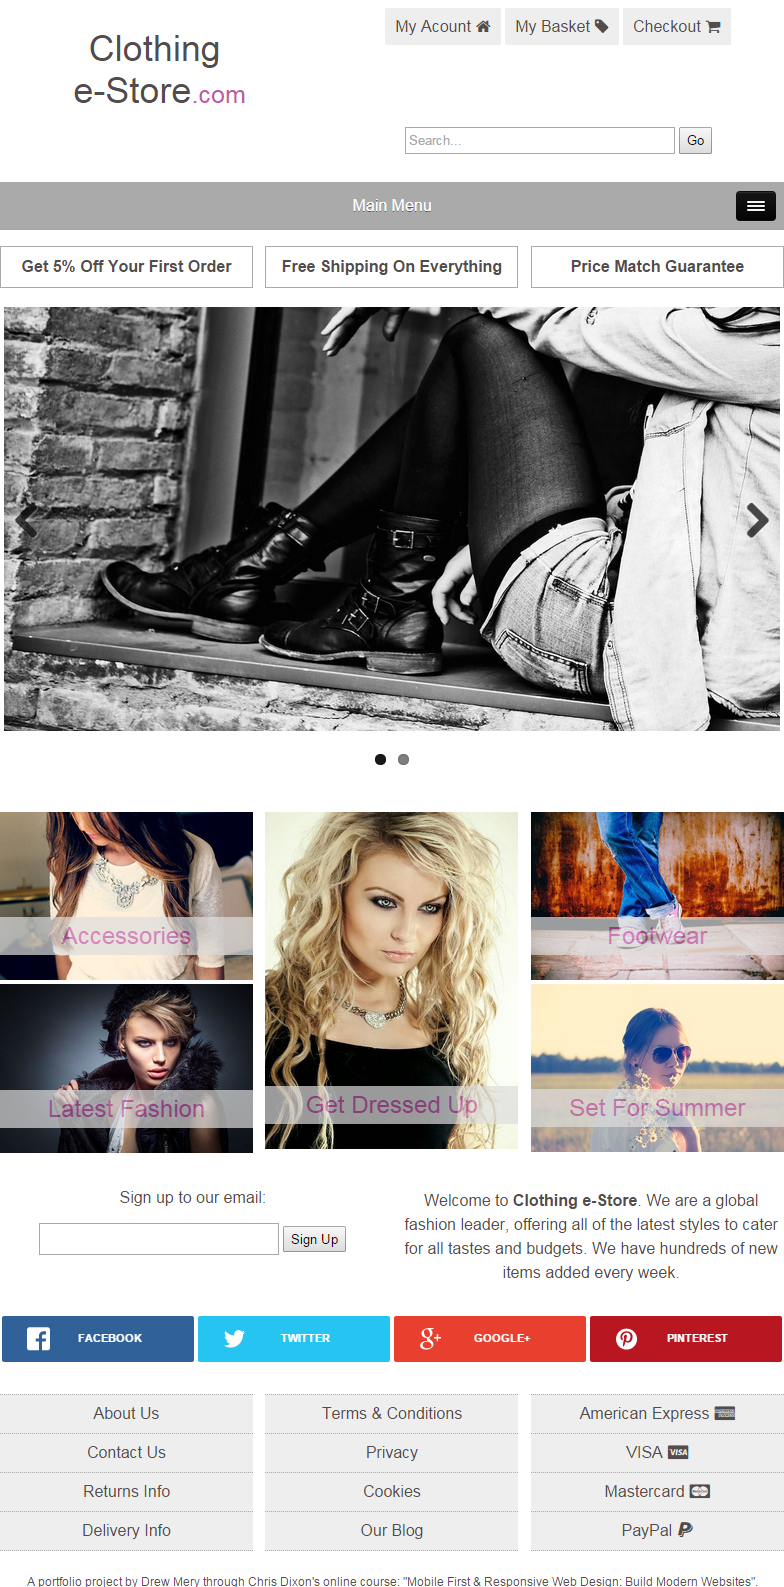 My Acount
My Basket
Checkout
Clothing
e-Store.com
Search...
Go
Main Menu
Get 5% Off Your First Order
Free Shipping On Everything
Price Match Guarantee
Accessories
Get Dressed Up
Footwear
Latest Fashion
Set For Summer
Sign up to our email:
Sign Up
Welcome to Clothing e-Store. We are a global
fashion leader, offering all of the latest styles to cater
for all tastes and budgets. We have hundreds of new
items added every week.
FACEBOOK
TWITTER
GOOGLE+
PINTEREST
About Us
Contact Us
Returns Info
Delivery Info
Terms & Conditions
Privacy
Cookies
Our Blog
American Express
VISA VISA
Mastercard
PayPal
A portfolio project by Drew Mery through Chris Dixon's online course: "Mobile First & Responsive Web Design: Build Modern Websites".